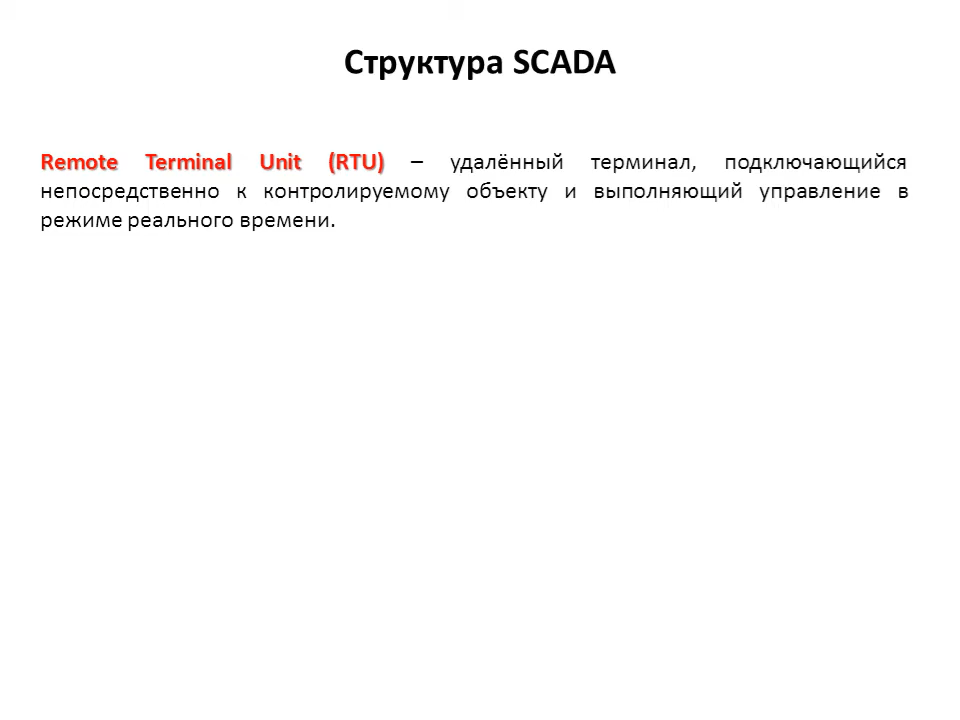 Структура SCADA
Remote Terminal Unit (RTU) – удалённый терминал, подключающийся
непосредственно к контролируемому объекту и выполняющий управление в
режиме реального времени.